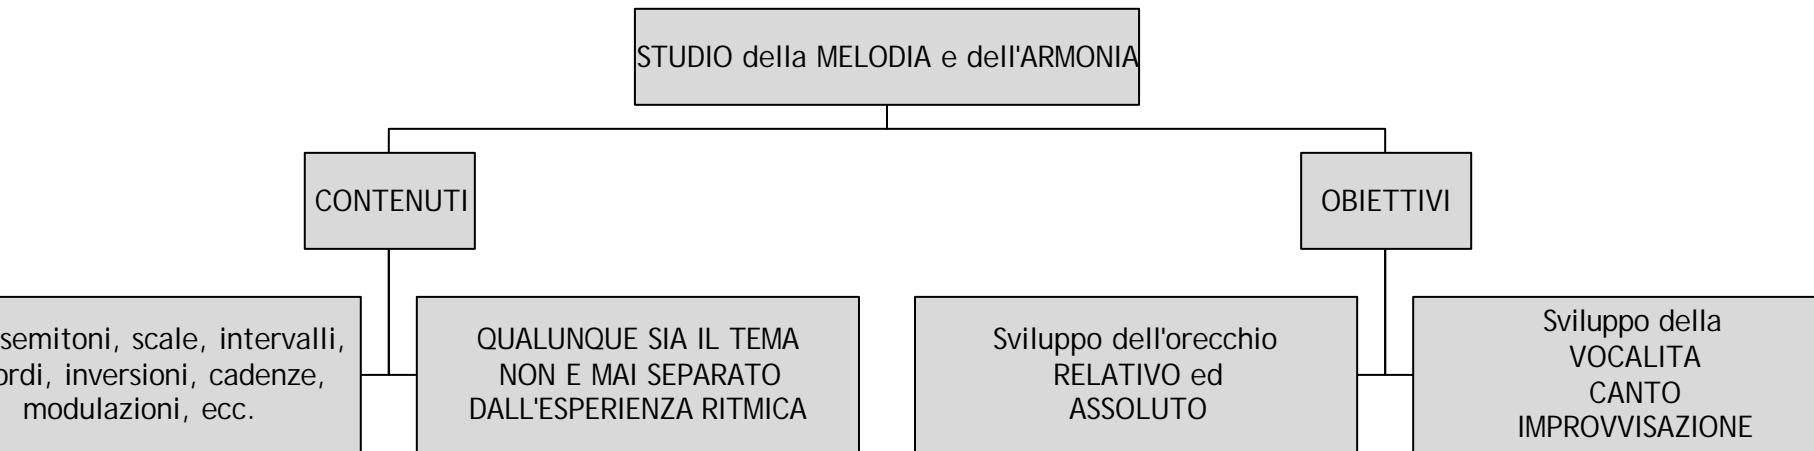 STUDIO della MELODIA e dell'ARMONIA
CONTENUTI
OBIETTIVI
semitoni, scale, intervalli,
inversioni, cadenze,
modulazioni, ecc.
QUALUNQUE SIA IL TEMA
NON E MAI SEPARATO
DALL'ESPERIENZA RITMICA
Sviluppo dell'orecchio
RELATIVO ed
ASSOLUTO
Sviluppo della
VOCALITA
CANTO
IMPROVVISAZIONE